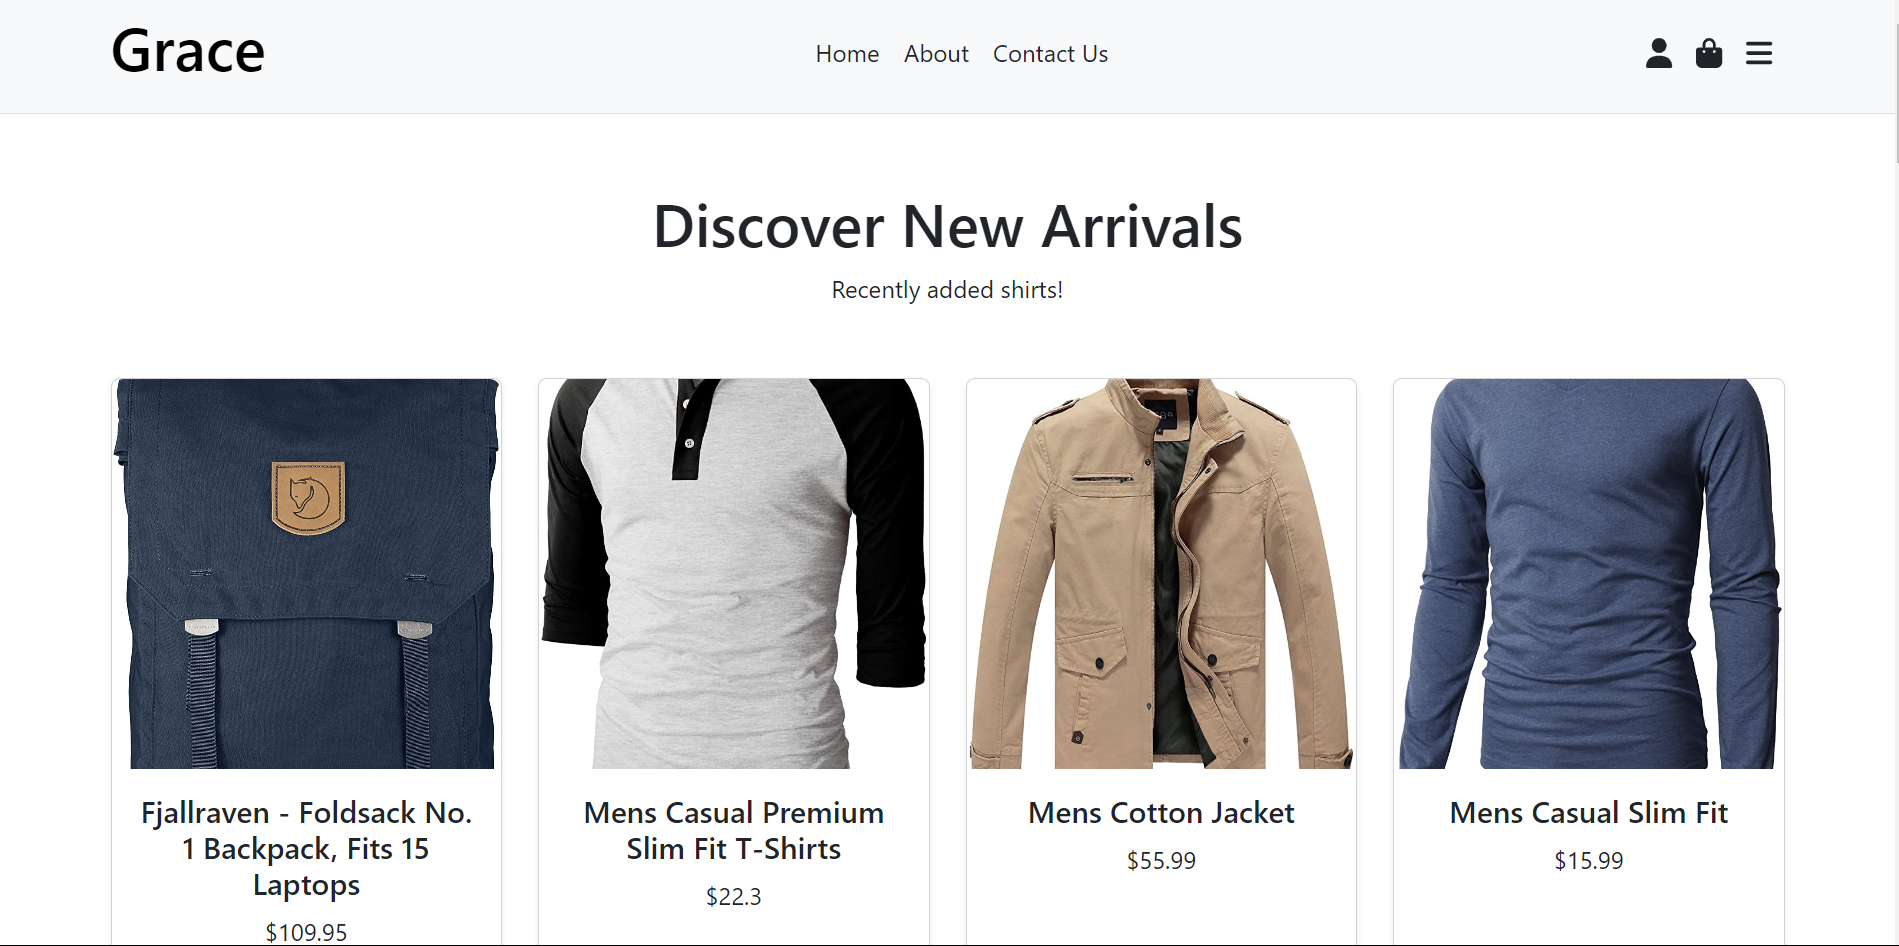 Grace
Home About Contact Us
Discover New Arrivals
Recently added shirts!
Fjallraven - Foldsack No.
1 Backpack, Fits 15
Laptops
$109.95
Mens Casual Premium
Slim Fit T-Shirts
$22.3
Mens Cotton Jacket
$55.99
Mens Casual Slim Fit
$15.99